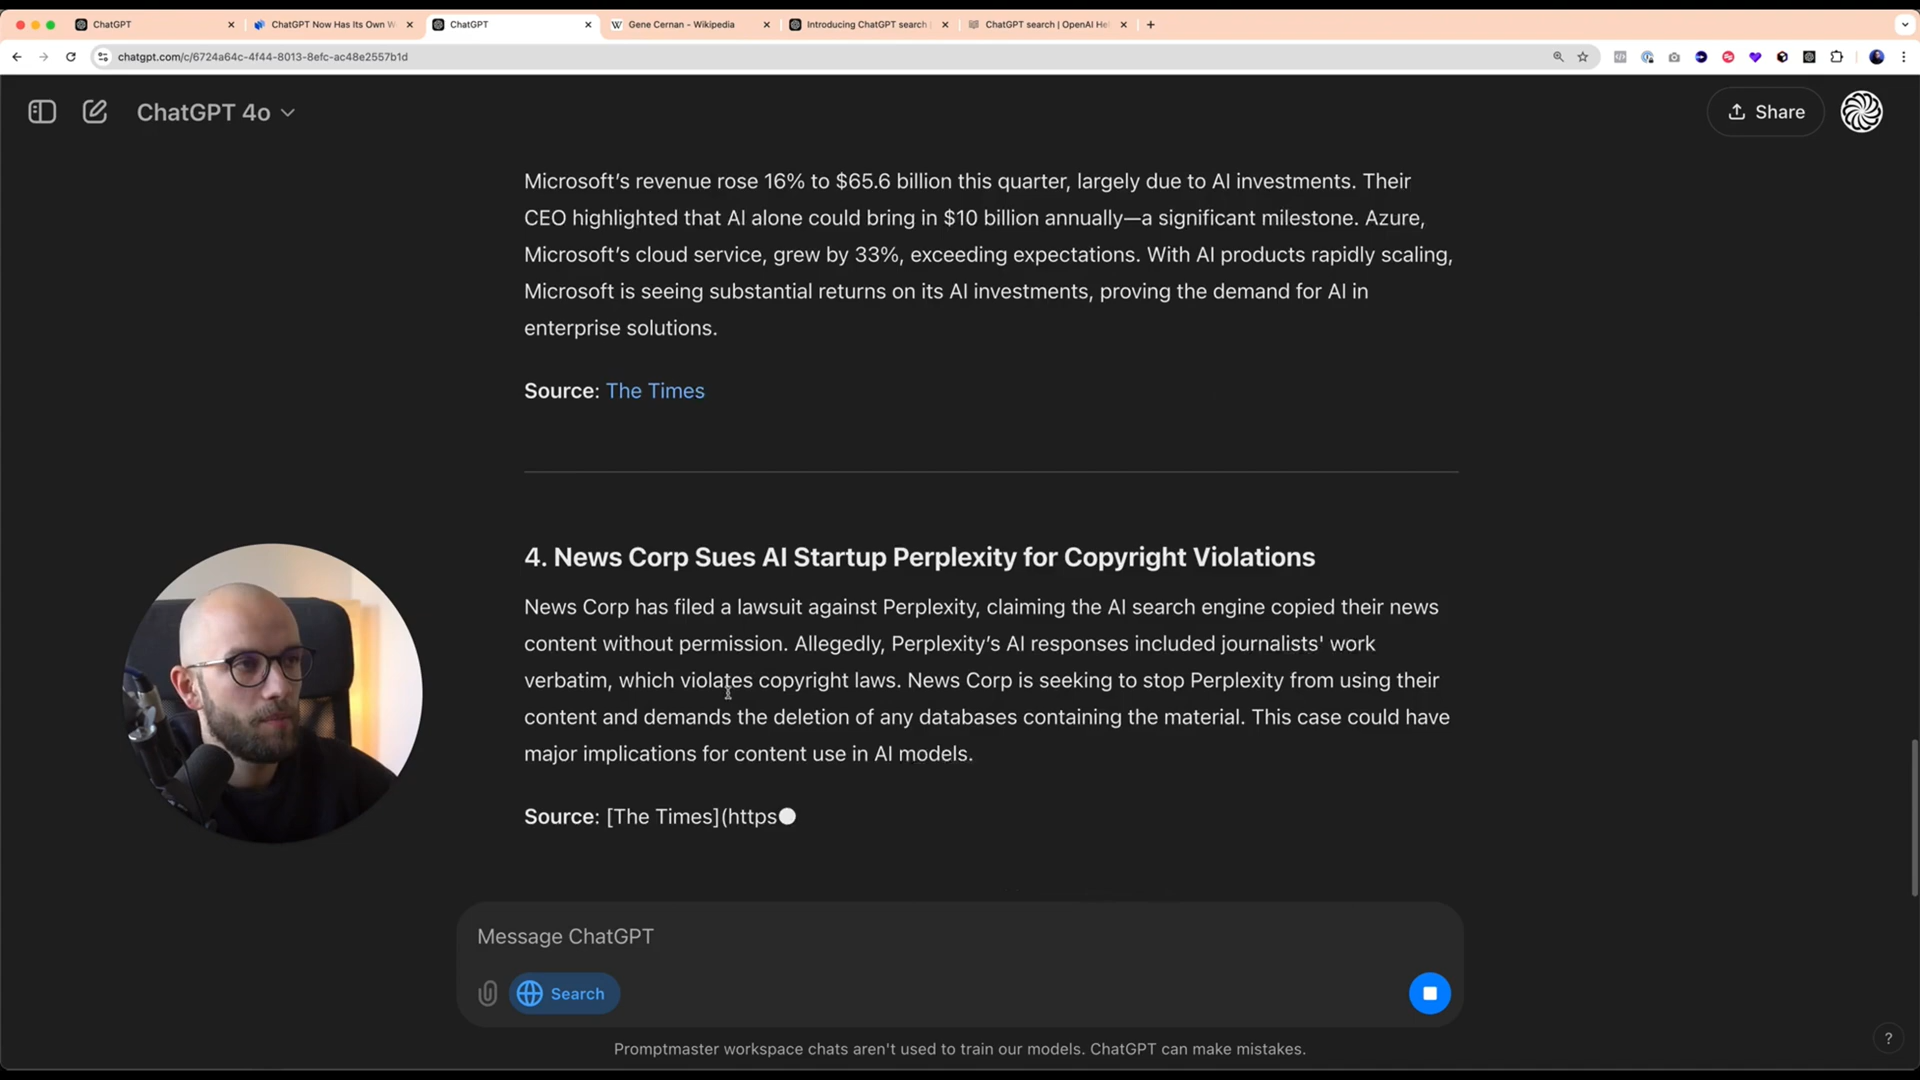 ChatGPT
ChatGPT Now Has Its Own W
ChatGPT
Gene Cernan - Wikipedia
Introducing ChatGPT search
ChatGPT search | OpenAI He
chatgpt.com/c/6724a64c-4f44-8013-8efc-ac48e2557b1d
ChatGPT 4o
Share
Microsoft's revenue rose 16% to $65.6 billion this quarter, largely due to AI investments. Their
CEO highlighted that AI alone could bring in $10 billion annually—a significant milestone. Azure,
Microsoft's cloud service, grew by 33%, exceeding expectations. With AI products rapidly scaling,
Microsoft is seeing substantial returns on its AI investments, proving the demand for AI in
enterprise solutions.
Source: The Times
4. News Corp Sues AI Startup Perplexity for Copyright Violations
News Corp has filed a lawsuit against Perplexity, claiming the AI search engine copied their news
content without permission. Allegedly, Perplexity's AI responses included journalists' work
verbatim, which violates copyright laws. News Corp is seeking to stop Perplexity from using their
content and demands the deletion of any databases containing the material. This case could have
major implications for content use in AI models.
Source: [The Times](https
Message ChatGPT
Search
Promptmaster workspace chats aren't used to train our models. ChatGPT can make mistakes.
?